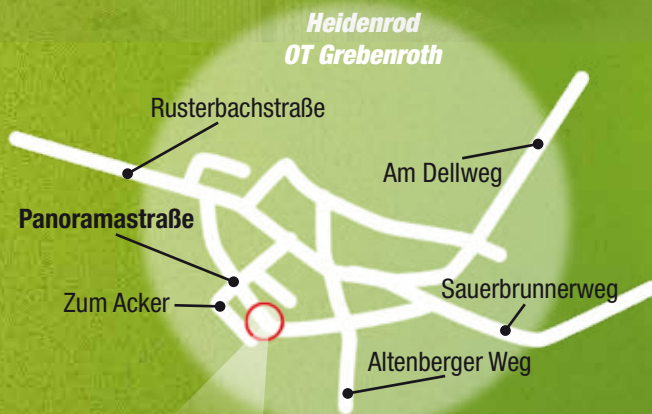 Heidenrod
OT Grebenroth
Rusterbachstraße
Am Dellweg
Panoramastraße
Zum Acker
Sauerbrunnerweg
Altenberger Weg